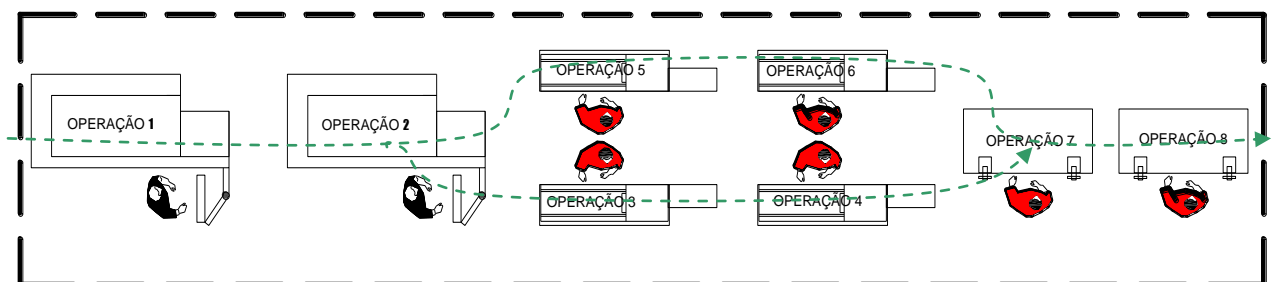 OPERAÇÃO 5
OPERAÇÃO 6
OPERAÇÃO 1
OPERAÇÃO 2
OPERAÇÃO 7
OPERAÇÃO 8
OPERAÇÃO 3
OPERAÇÃO 4